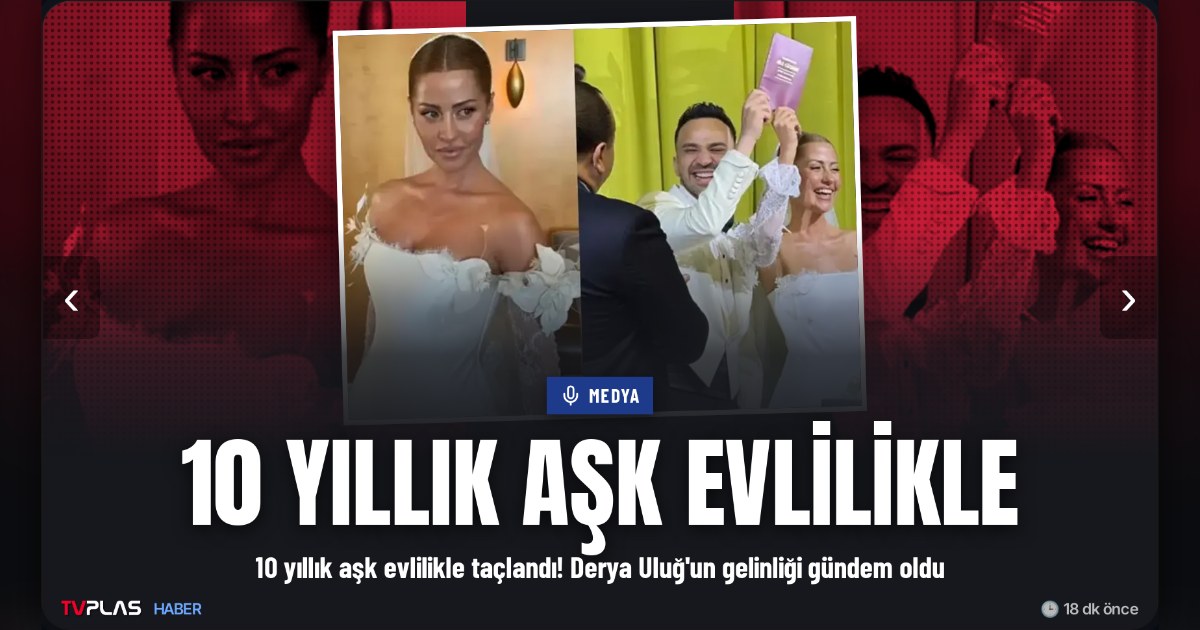 MEDYA
10 YILLIK AŞK EVLİLİKLE
10 yıllık aşk evlilikle taçlandı! Derya Uluğ'un gelinliği gündem oldu
TVPLAS HABER
18 dk önce